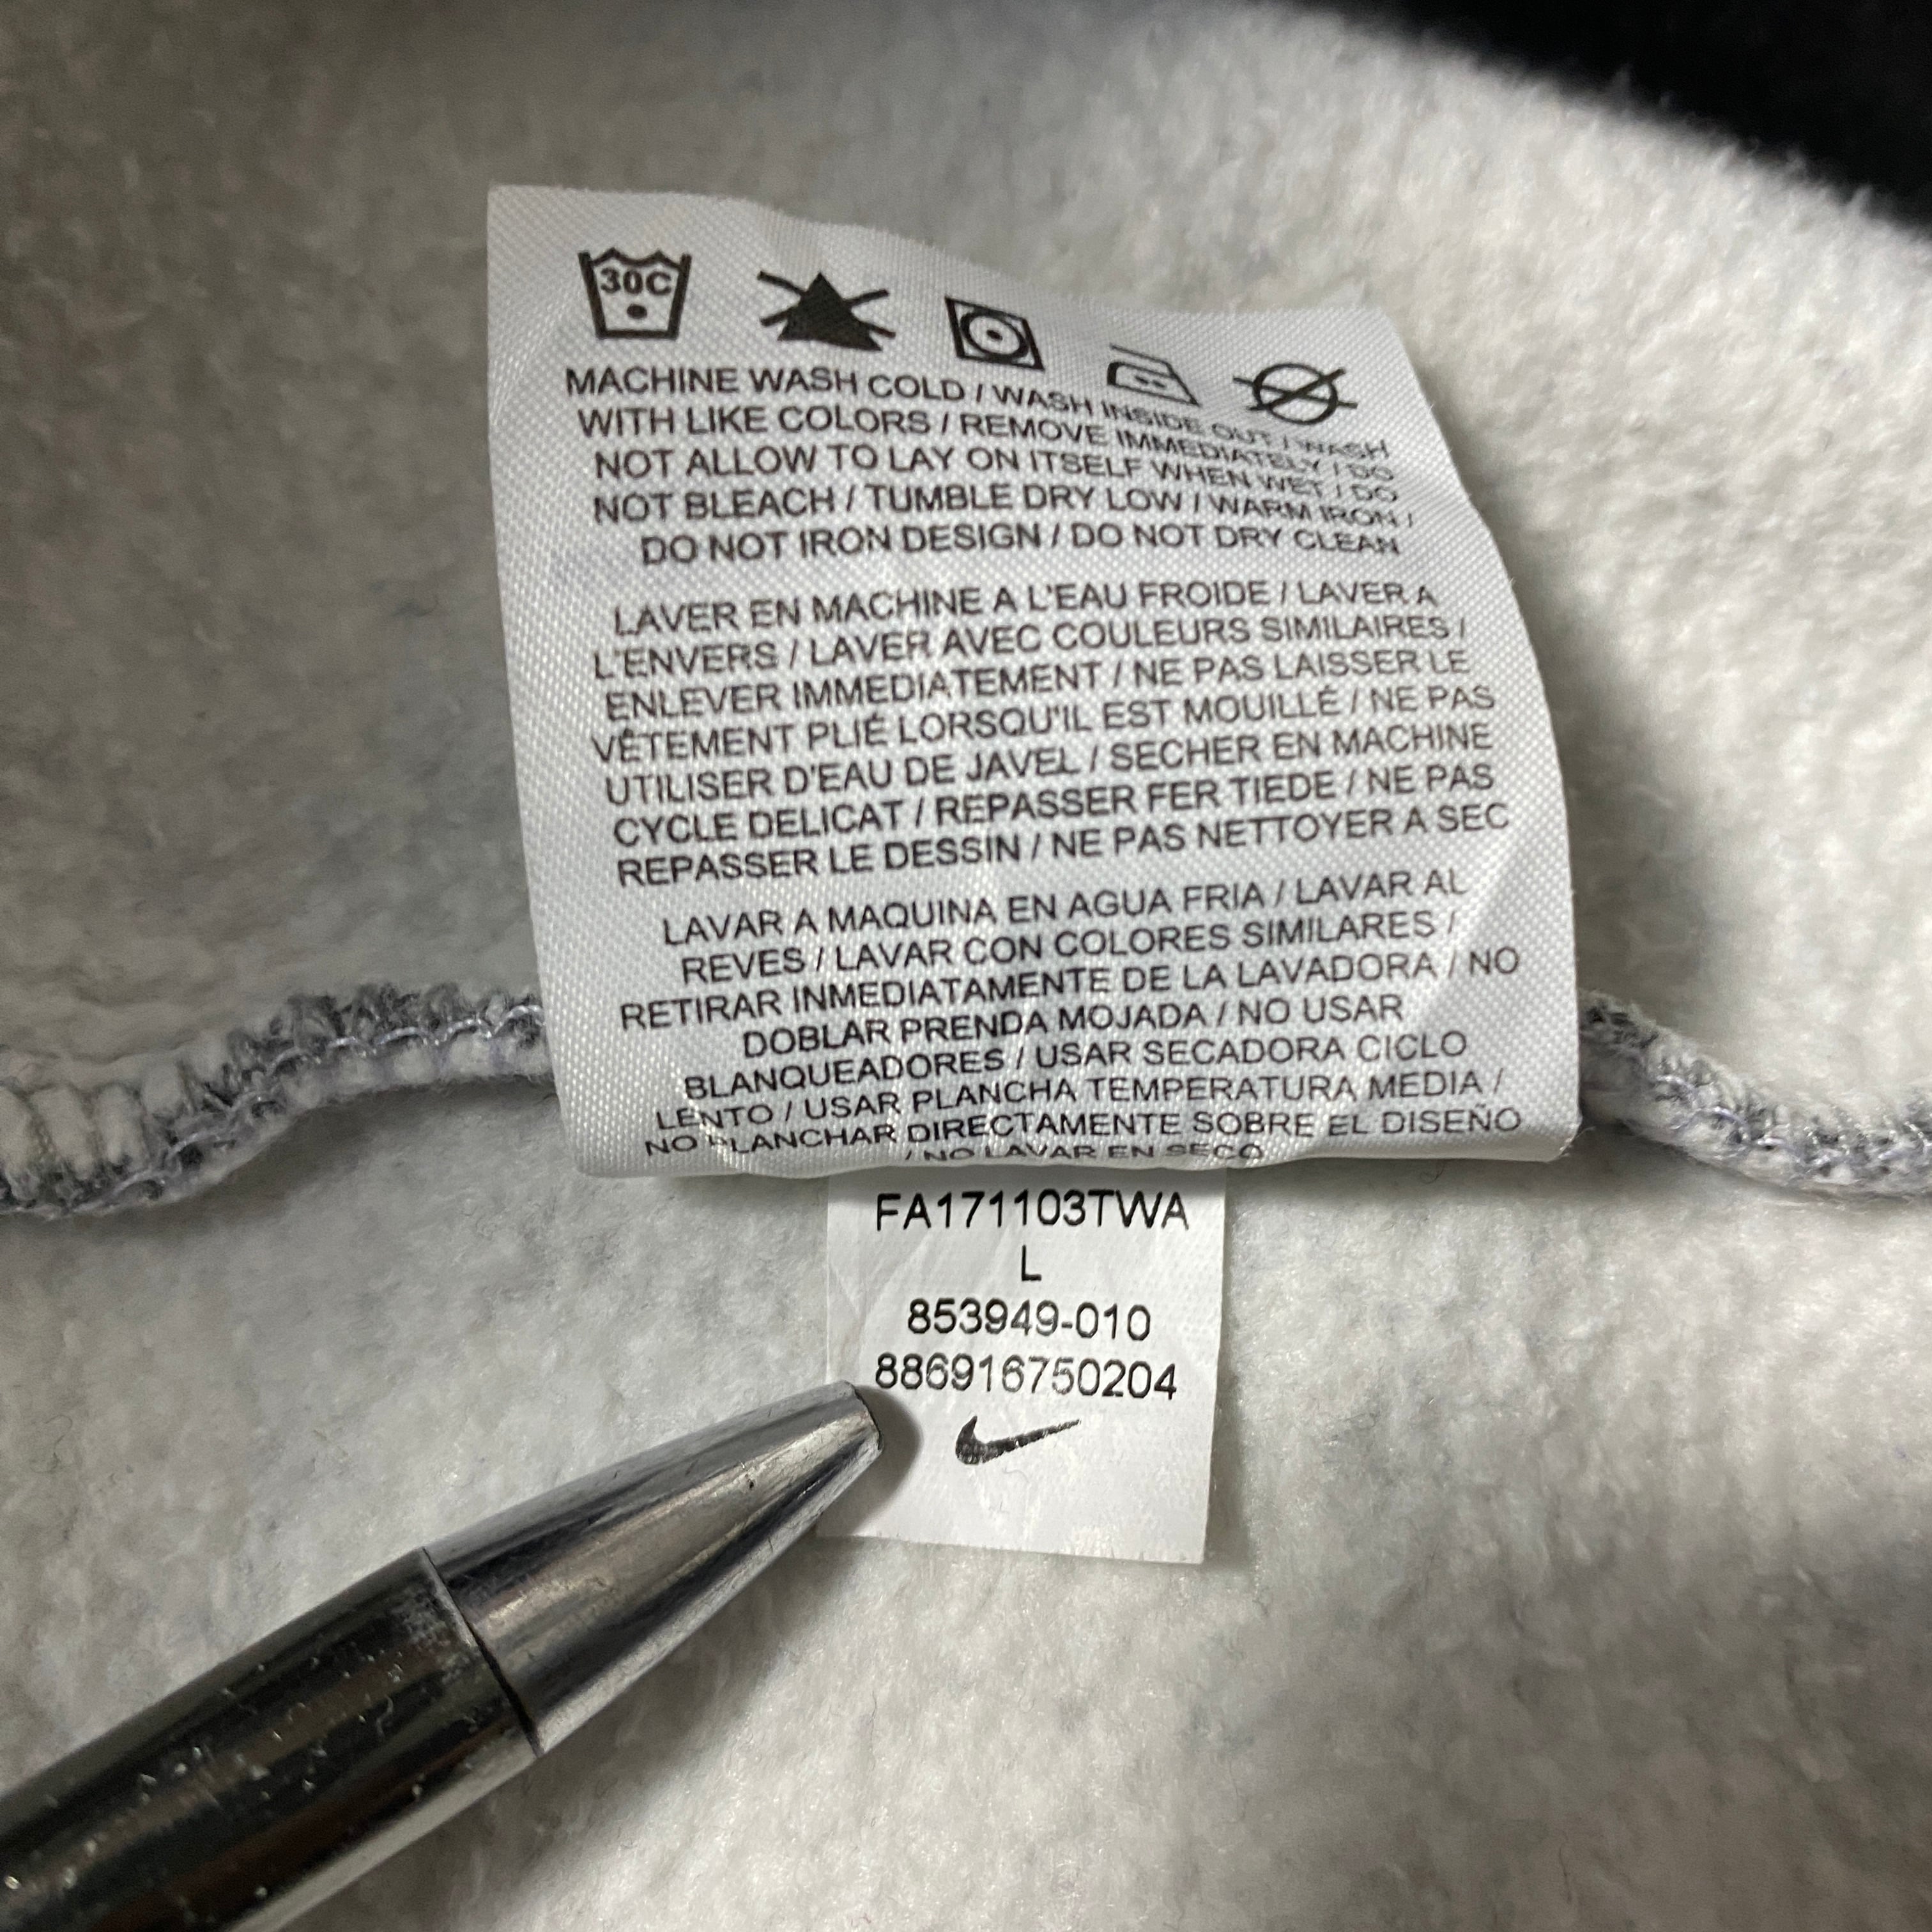 30C
MACHINE WASH COLD / WASH INSIDE OUT / WASH
WITH LIKE COLORS / REMOVE IMMEDIATELY / DO
NOT ALLOW TO LAY ON ITSELF WHEN WET / DO
NOT BLEACH / TUMBLE DRY LOW / WARM IRON /
DO NOT IRON DESIGN / DO NOT DRY CLEAN
LAVER EN MACHINE A L'EAU FROIDE / LAVER A
L'ENVERS / LAVER AVEC COULEURS SIMILAIRES /
ENLEVER IMMEDIATEMENT / NE PAS LAISSER LE
VÊTEMENT PLIÉ LORSQU'IL EST MOUILLÉ / NE PAS
UTILISER D'EAU DE JAVEL / SECHER EN MACHINE
CYCLE DELICAT / REPASSER FER TIEDE / NE PAS
REPASSER LE DESSIN / NE PAS NETTOYER A SEC
LAVAR A MAQUINA EN AGUA FRIA / LAVAR AL
REVES / LAVAR CON COLORES SIMILARES /
RETIRAR INMEDIATAMENTE DE LA LAVADORA / NO
DOBLAR PRENDA MOJADA / NO USAR
BLANQUEADORES / USAR SECADORA CICLO
LENTO / USAR PLANCHA TEMPERATURA MEDIA /
NO PLANCHAR DIRECTAMENTE SOBRE EL DISEÑO
/ NO LAVAR EN SECO
FA171103TWA
L
853949-010
886916750204